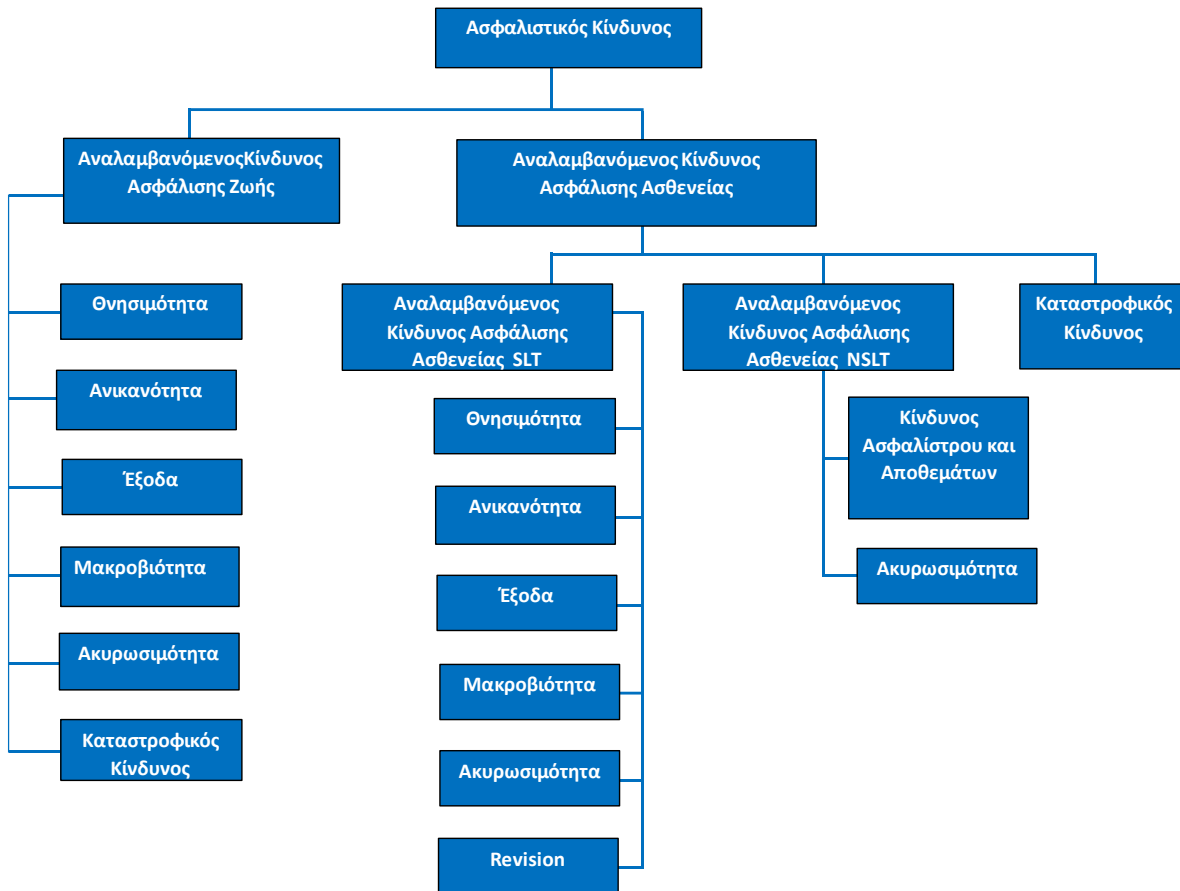 Ασφαλιστικός Κίνδυνος
ΑναλαμβανόμενοςΚίνδυνος
Ασφάλισης Ζωής
Αναλαμβανόμενος Κίνδυνος
Ασφάλισης Ασθενείας
Θνησιμότητα
Ανικανότητα
Έξοδα
Μακροβιότητα
Ακυρωσιμότητα
Καταστροφικός
Κίνδυνος
Αναλαμβανόμενος
Κίνδυνος Ασφάλισης
Ασθενείας SLT
Θνησιμότητα
Ανικανότητα
Έξοδα
Μακροβιότητα
Ακυρωσιμότητα
Revision
Αναλαμβανόμενος
Κίνδυνος Ασφάλισης
Ασθενείας NSLT
Κίνδυνος
Ασφαλίστρου και
Αποθεμάτων
Ακυρωσιμότητα
Καταστροφικός
Κίνδυνος